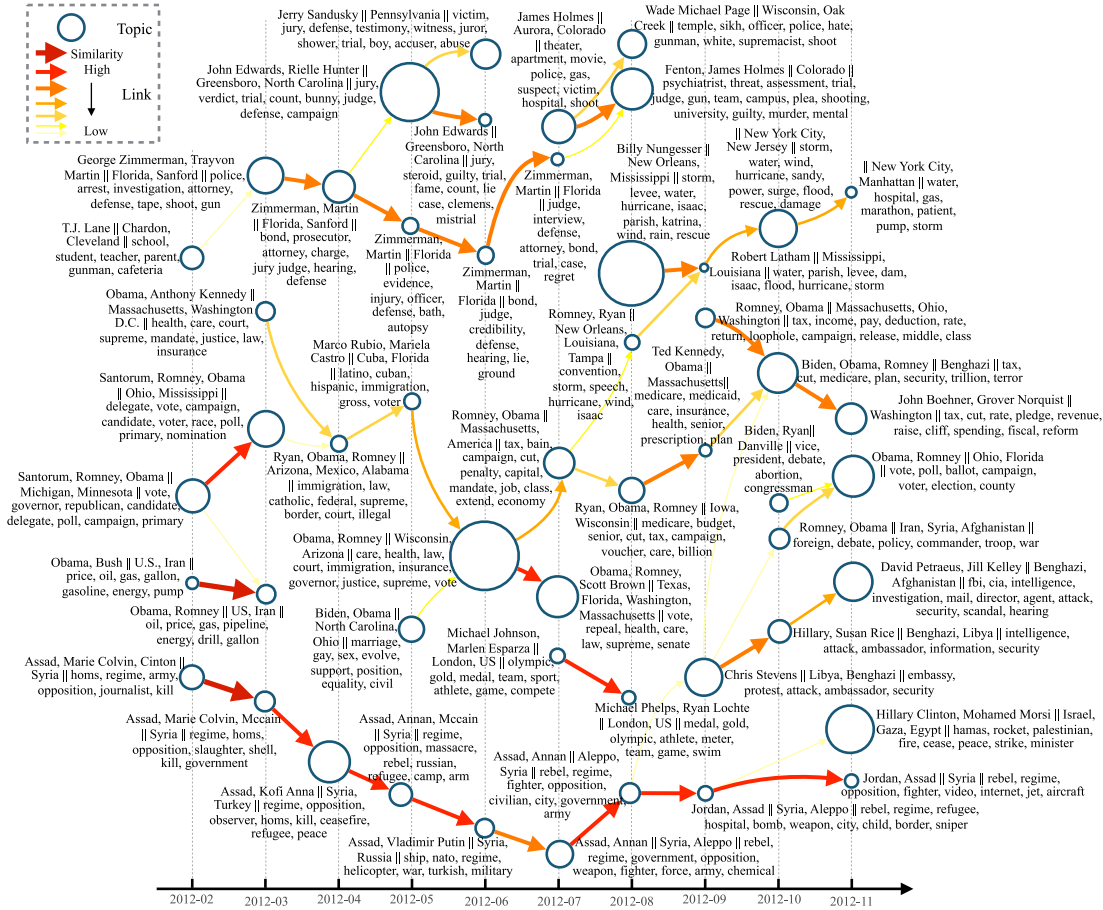 Topic
Similarity
High
Link
Low
Jerry Sandusky || Pennsylvania || victim,
jury, defense, testimony, witness, juror,
shower, trial, boy, accuser, abuse
James Holmes ||
Aurora, Colorado
|| theater,
apartment, movie,
police, gas,
suspect, victim,
hospital, shoot
Wade Michael Page || Wisconsin, Oak
Creek || temple, sikh, officer, police, hate,
gunman, white, supremacist, shoot
John Edwards, Rielle Hunter ||
Greensboro, North Carolina || jury,
verdict, trial, count, bunny, judge,
defense, campaign
Fenton, James Holmes || Colorado ||
psychiatrist, threat, assessment, trial,
judge, gun, team, campus, plea, shooting,
university, guilty, murder, mental
John Edwards ||
Greensboro, North
Carolina || jury,
steroid, guilty, trial,
fame, count, lie
case, clemens,
mistrial
George Zimmerman, Trayvon
Martin || Florida, Sanford || police,
arrest, investigation, attorney,
defense, tape, shoot, gun
Zimmerman, Martin
|| Florida, Sanford ||
bond, prosecutor,
attorney, charge,
jury judge, hearing,
defense
T.J. Lane || Chardon,
Cleveland || school,
student, teacher, parent,
gunman, cafeteria
Zimmerman,
Martin || Florida
|| police,
evidence,
injury, officer,
defense, bath,
autopsy
Zimmerman,
Martin ||
Florida || bond,
judge,
credibility,
defense,
hearing, lie,
ground
Zimmerman,
Martin || Florida
|| judge,
interview,
defense,
attorney, bond,
trial, case,
regret
Billy Nungesser ||
New Orleans,
Mississippi || storm,
levee, water,
hurricane, isaac,
parish, katrina,
wind, rain, rescue
|| New York City,
New Jersey || storm,
water, wind,
hurricane, sandy,
power, surge, flood,
rescue, damage
|| New York City,
Manhattan || water,
hospital, gas,
marathon, patient,
pump, storm
Robert Latham || Mississippi,
Louisiana || water, parish, levee, dam,
isaac, flood, hurricane, storm
Obama, Anthony Kennedy ||
Massachusetts, Washington
D.C. || health, care, court,
supreme, mandate, justice, law,
insurance
Marco Rubio, Mariela
Castro || Cuba, Florida
|| latino, cuban,
hispanic, immigration,
gross, voter
Romney, Ryan ||
New Orleans,
Louisiana,
Tampa ||
convention,
storm, speech,
hurricane, wind,
isaac
Romney, Obama || Massachusetts, Ohio,
Washington || tax, income, pay, deduction, rate,
return, loophole, campaign, release, middle, class
Ted Kennedy,
Obama ||
Massachusetts||
medicare, medicaid,
care, insurance,
health, senior,
prescription, plan
Biden, Obama, Romney || Benghazi || tax,
cut, medicare, plan, security, trillion, terror
Santorum, Romney, Obama
|| Ohio, Mississippi ||
delegate, vote, campaign,
candidate, voter, race, poll,
primary, nomination
John Boehner, Grover Norquist ||
Washington || tax, cut, rate, pledge, revenue,
raise, cliff, spending, fiscal, reform
Romney, Obama ||
Massachusetts,
America || tax, bain,
campaign, cut,
penalty, capital,
mandate, job, class,
extend, economy
Biden, Ryan||
Danville || vice,
president, debate,
abortion,
congressman
Ryan, Obama, Romney ||
Arizona, Mexico, Alabama
|| immigration, law,
catholic, federal, supreme,
border, court, illegal
Obama, Romney || Ohio, Florida
|| vote, poll, ballot, campaign,
voter, election, county
Santorum, Romney, Obama ||
Michigan, Minnesota || vote,
governor, republican, candidate,
delegate, poll, campaign, primary
Ryan, Obama, Romney || Iowa,
Wisconsin || medicare, budget,
senior, cut, tax, campaign,
voucher, care, billion
Romney, Obama || Iran, Syria, Afghanistan ||
foreign, debate, policy, commander, troop, war
Obama, Romney || Wisconsin,
Arizona || care, health, law,
court, immigration, insurance,
governor, justice, supreme, vote
Obama, Bush || U.S., Iran ||
price, oil, gas, gallon,
gasoline, energy, pump
Obama, Romney || US, Iran ||
oil, price, gas, pipeline,
energy, drill, gallon
Obama, Romney,
Scott Brown || Texas,
Florida, Washington,
Massachusetts || vote,
repeal, health, care,
law, supreme, senate
David Petraeus, Jill Kelley || Benghazi,
Afghanistan || fbi, cia, intelligence,
investigation, mail, director, agent, attack,
security, scandal, hearing
Biden, Obama ||
North Carolina,
Ohio || marriage,
gay, sex, evolve,
support, position,
equality, civil
Michael Johnson,
Marlen Esparza ||
London, US || olympic,
gold, medal, team, sport,
athlete, game, compete
Hillary, Susan Rice || Benghazi, Libya || intelligence,
attack, ambassador, information, security
Assad, Marie Colvin, Cinton ||
Syria || homs, regime, army,
opposition, journalist, kill
Chris Stevens || Libya, Benghazi || embassy,
protest, attack, ambassador, security
Michael Phelps, Ryan Lochte
|| London, US || medal, gold,
olympic, athlete, meter,
team, game, swim
Assad, Marie Colvin, Mccain
|| Syria || regime, homs,
opposition, slaughter, shell,
kill, government
Assad, Annan, Mccain
|| Syria || regime,
opposition, massacre,
rebel, russian,
refugee, camp, arm
Hillary Clinton, Mohamed Morsi || Israel,
Gaza, Egypt || hamas, rocket, palestinian,
fire, cease, peace, strike, minister
Assad, Annan || Aleppo,
Syria || rebel, regime,
fighter, opposition,
civilian, city, government,
army
Assad, Kofi Anna || Syria,
Turkey || regime, opposition,
observer, homs, kill, ceasefire,
refugee, peace
Jordan, Assad || Syria || rebel, regime,
opposition, fighter, video, internet, jet, aircraft
Jordan, Assad || Syria, Aleppo || rebel, regime, refugee,
hospital, bomb, weapon, city, child, border, sniper
Assad, Vladimir Putin || Syria,
Russia || ship, nato, regime,
helicopter, war, turkish, military
Assad, Annan || Syria, Aleppo || rebel,
regime, government, opposition,
weapon, fighter, force, army, chemical
2012-02 2012-03 2012-04 2012-05 2012-06 2012-07 2012-08 2012-09 2012-10 2012-11